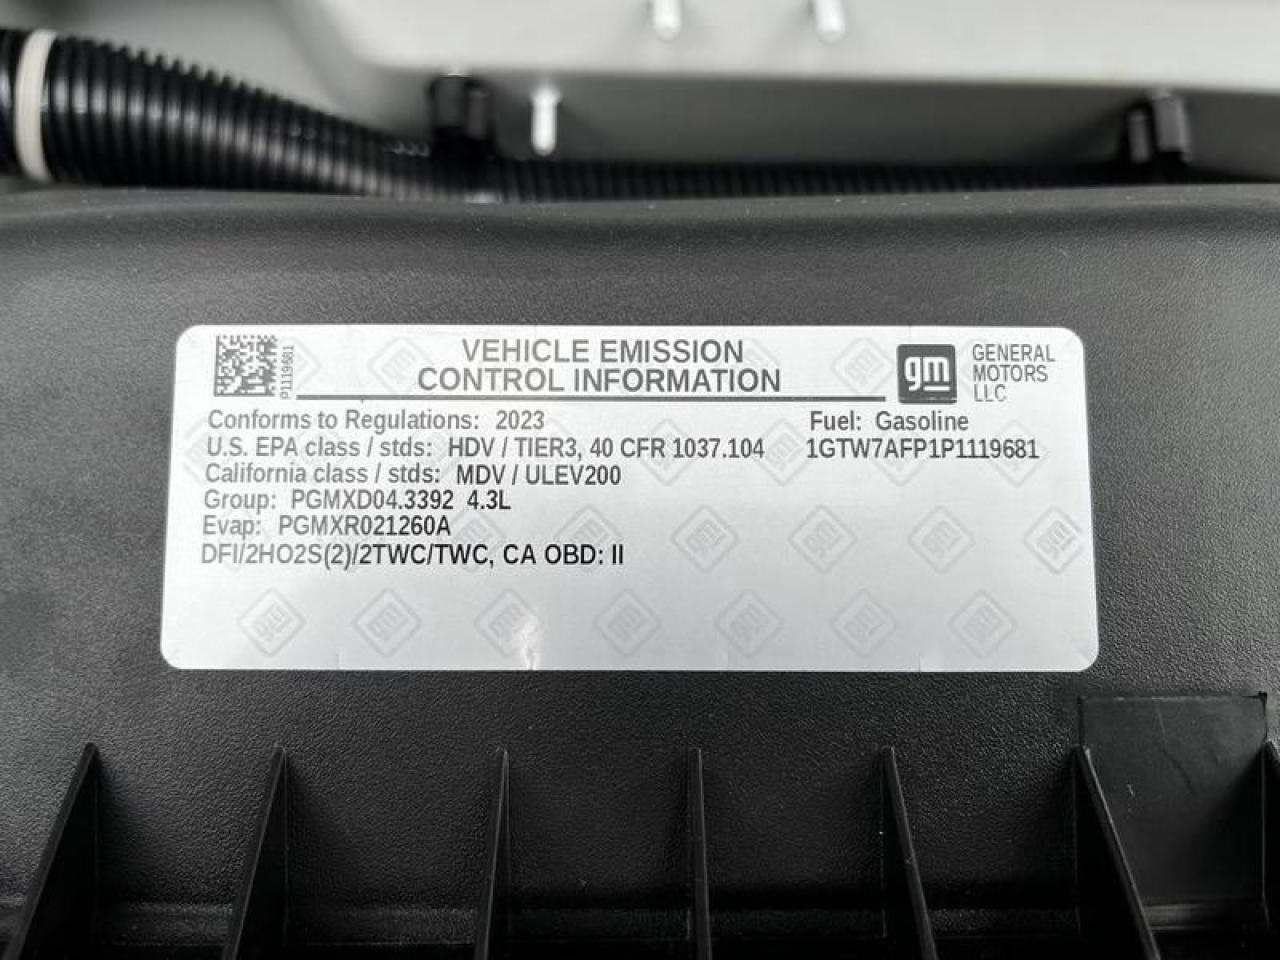 P1119681
VEHICLE EMISSION
CONTROL INFORMATION
gm
GENERAL
MOTORS
LLC
Conforms to Regulations: 2023
Fuel: Gasoline
U.S. EPA class / stds: HDV / TIER3, 40 CFR 1037.104
1GTW7AFP1P1119681
California class / stds: MDV / ULEV200
Group: PGMXD04.3392 4.3L
Evap: PGMXR021260A
DFI/2HO2S(2)/2TWC/TWC, CA OBD: II